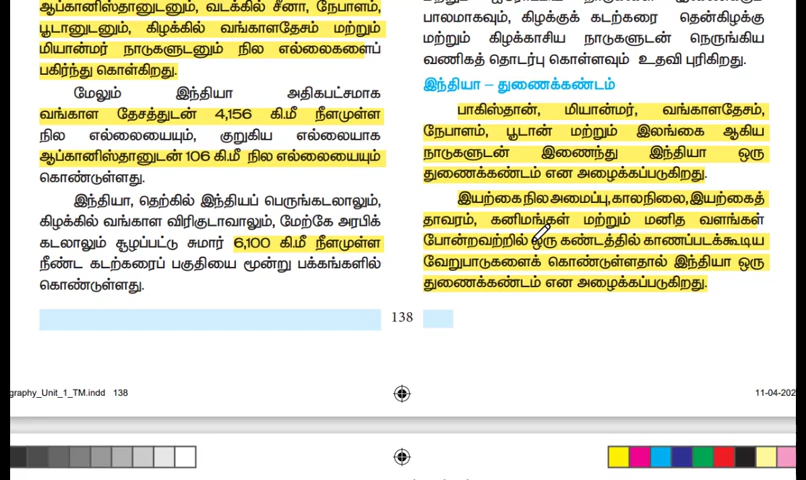 ஆப்கானிஸ்தானுடனும், வடக்கில் சீனா, நேபாளம்,
பூடானுடனும், கிழக்கில் வங்காளதேசம் மற்றும்
மியான்மர் நாடுகளுடனும் நில எல்லைகளைப்
பகிர்ந்து கொள்கிறது.
மேலும் இந்தியா அதிகபட்சமாக
வங்காள தேசத்துடன் 4,156 கி.மீ நீளமுள்ள
நில எல்லையையும், குறுகிய எல்லையாக
ஆப்கானிஸ்தானுடன் 106 கி.மீ நில எல்லையையும்
கொண்டுள்ளது.
இந்தியா, தெற்கில் இந்தியப் பெருங்கடலாலும்,
கிழக்கில் வங்காள விரிகுடாவாலும், மேற்கே அரபிக்
கடலாலும் சூழப்பட்டு சுமார் 6,100 கி.மீ நீளமுள்ள
நீண்ட கடற்கரைப் பகுதியை மூன்று பக்கங்களில்
கொண்டுள்ளது.
பாலமாகவும், கிழக்குக் கடற்கரை தென்கிழக்கு
மற்றும் கிழக்காசிய நாடுகளுடன் நெருங்கிய
வணிகத் தொடர்பு கொள்ளவும் உதவி புரிகிறது.
இந்தியா – துணைக்கண்டம்
பாகிஸ்தான், மியான்மர், வங்காளதேசம்,
நேபாளம், பூடான் மற்றும் இலங்கை ஆகிய
நாடுகளுடன் இணைந்து இந்தியா ஒரு
துணைக்கண்டம் என அழைக்கப்படுகிறது.
இயற்கை நில அமைப்பு, காலநிலை, இயற்கைத்
தாவரம், கனிமங்கள் மற்றும் மனித வளங்கள்
போன்றவற்றில் ஒரு கண்டத்தில் காணப்படக்கூடிய
வேறுபாடுகளைக் கொண்டுள்ளதால் இந்தியா ஒரு
துணைக்கண்டம் என அழைக்கப்படுகிறது.
138
graphy_Unit_1_TM.indd 138
11-04-202